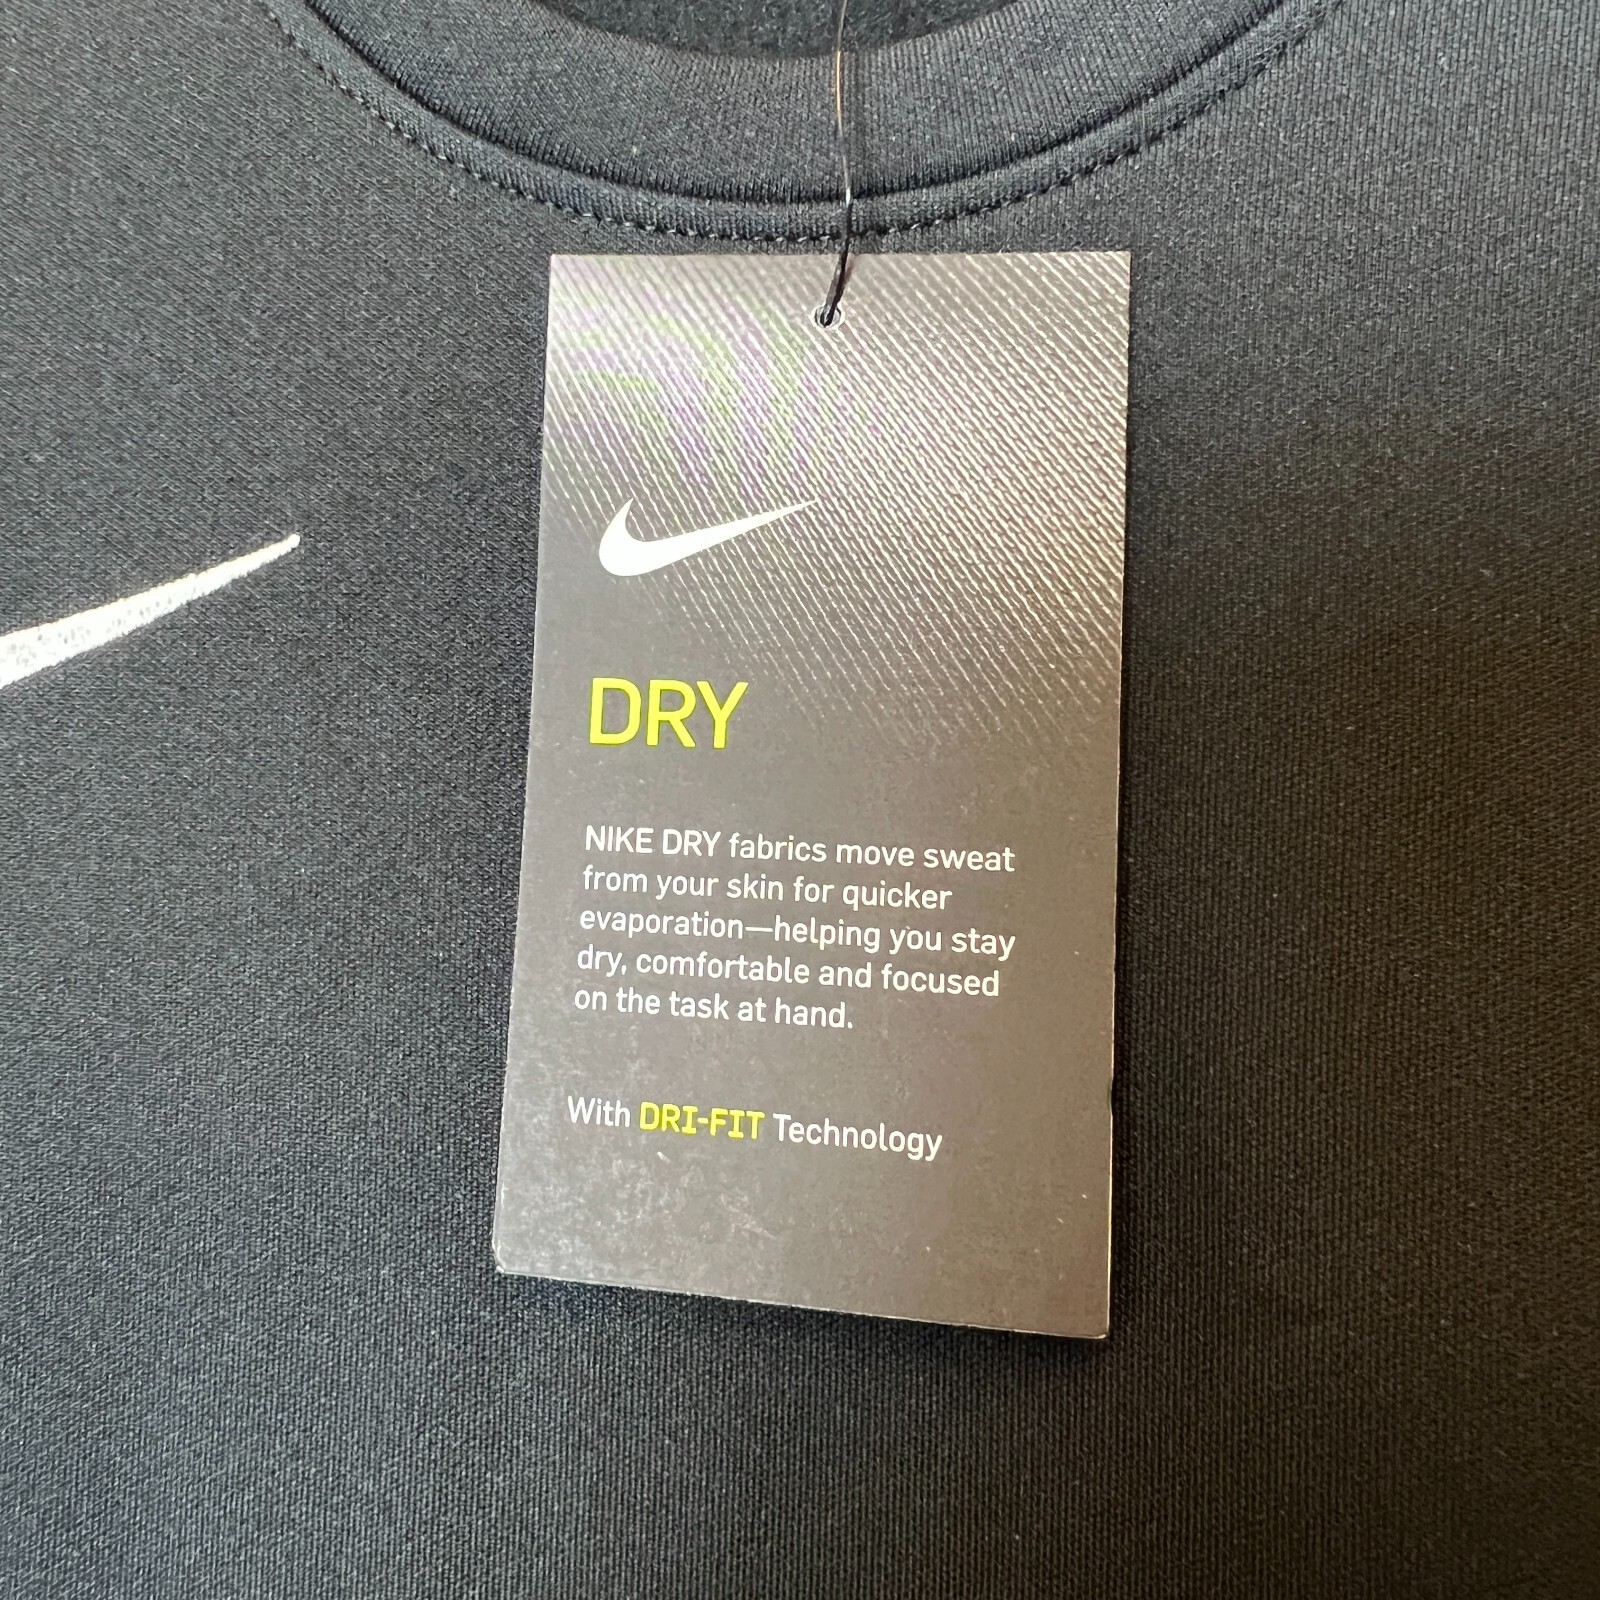 DRY
NIKE DRY fabrics move sweat
from your skin for quicker
evaporation—helping you stay
dry, comfortable and focused
on the task at hand.
With DRI-FIT Technology